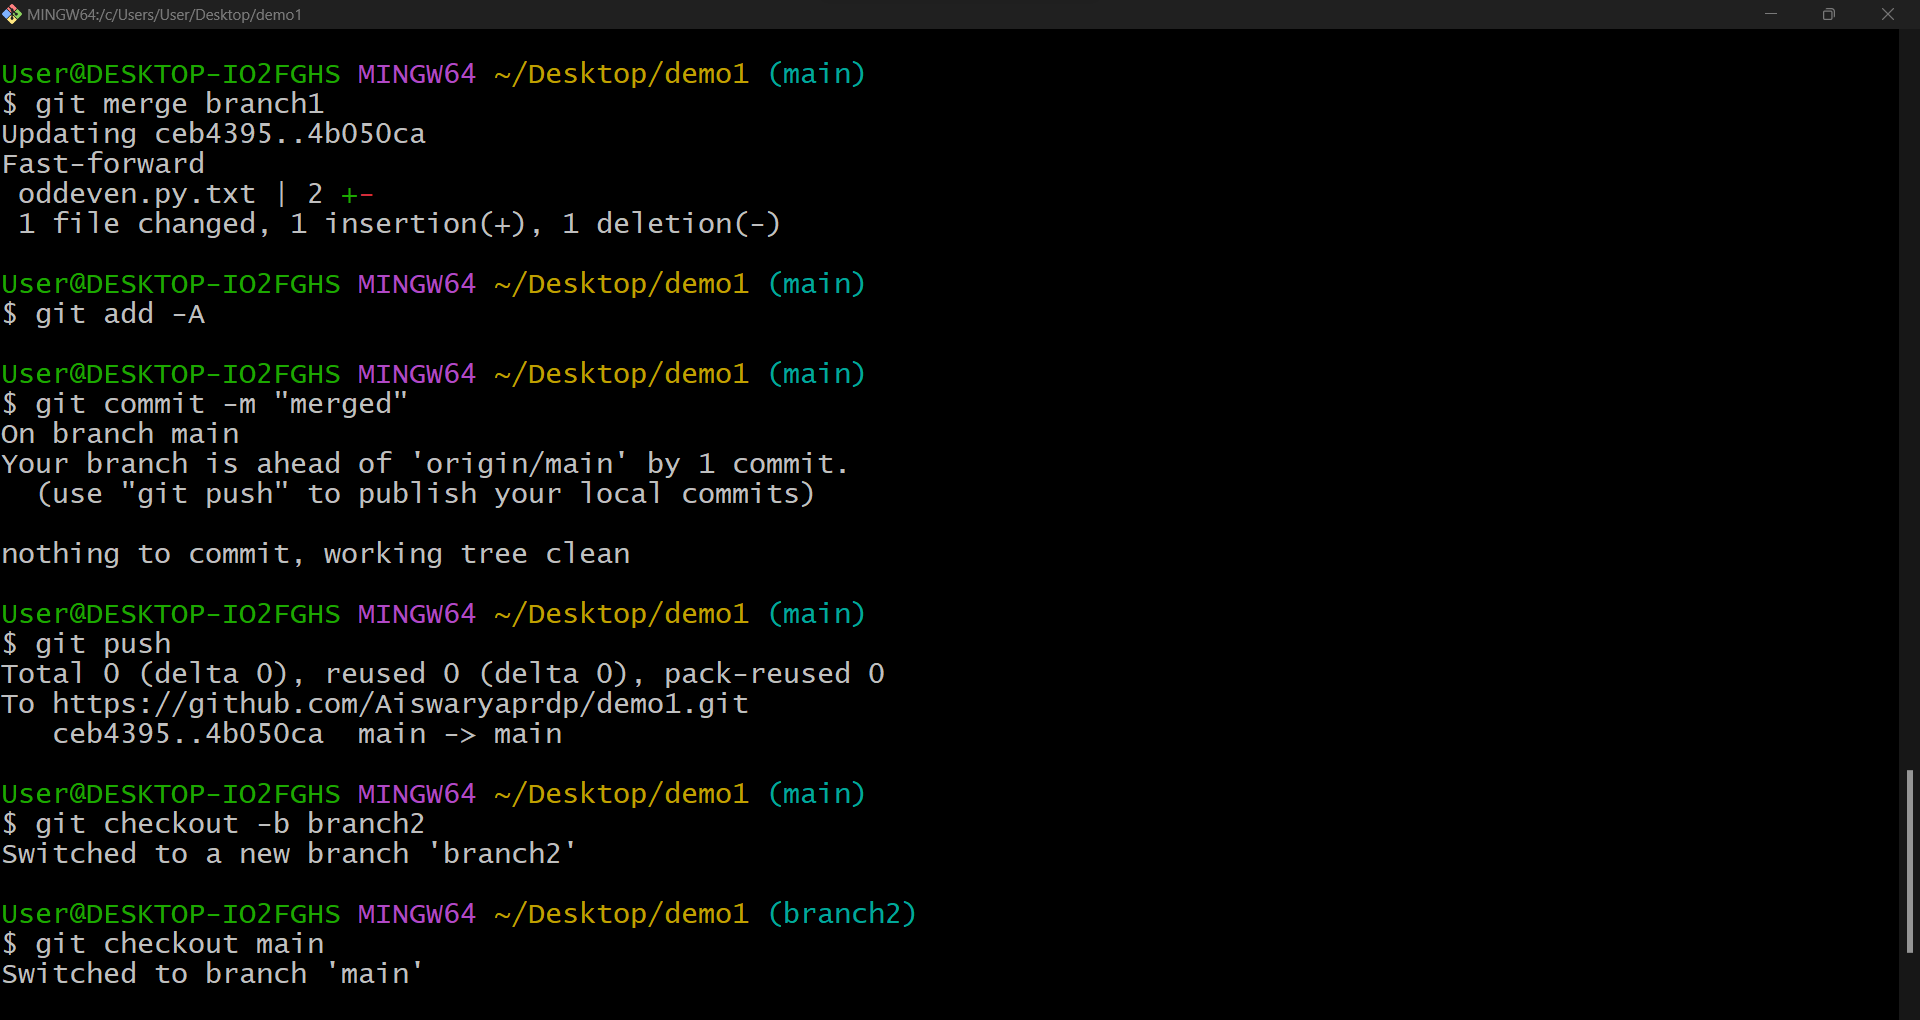 MINGW64:/c/Users/User/Desktop/demo1
User@DESKTOP-IO2FGHS MINGW64 ~/Desktop/demo1 (main)
$ git merge branch1
Updating ceb4395..4b050ca
Fast-forward
 oddeven.py.txt | 2 +-
 1 file changed, 1 insertion(+), 1 deletion(-)
User@DESKTOP-IO2FGHS MINGW64 ~/Desktop/demo1 (main)
$ git add -A
User@DESKTOP-IO2FGHS MINGW64 ~/Desktop/demo1 (main)
$ git commit -m "merged"
On branch main
Your branch is ahead of 'origin/main' by 1 commit.
  (use "git push" to publish your local commits)
nothing to commit, working tree clean
User@DESKTOP-IO2FGHS MINGW64 ~/Desktop/demo1 (main)
$ git push
Total 0 (delta 0), reused 0 (delta 0), pack-reused 0
To https://github.com/Aiswaryaprdp/demo1.git
   ceb4395..4b050ca  main -> main
User@DESKTOP-IO2FGHS MINGW64 ~/Desktop/demo1 (main)
$ git checkout -b branch2
Switched to a new branch 'branch2'
User@DESKTOP-IO2FGHS MINGW64 ~/Desktop/demo1 (branch2)
$ git checkout main
Switched to branch 'main'